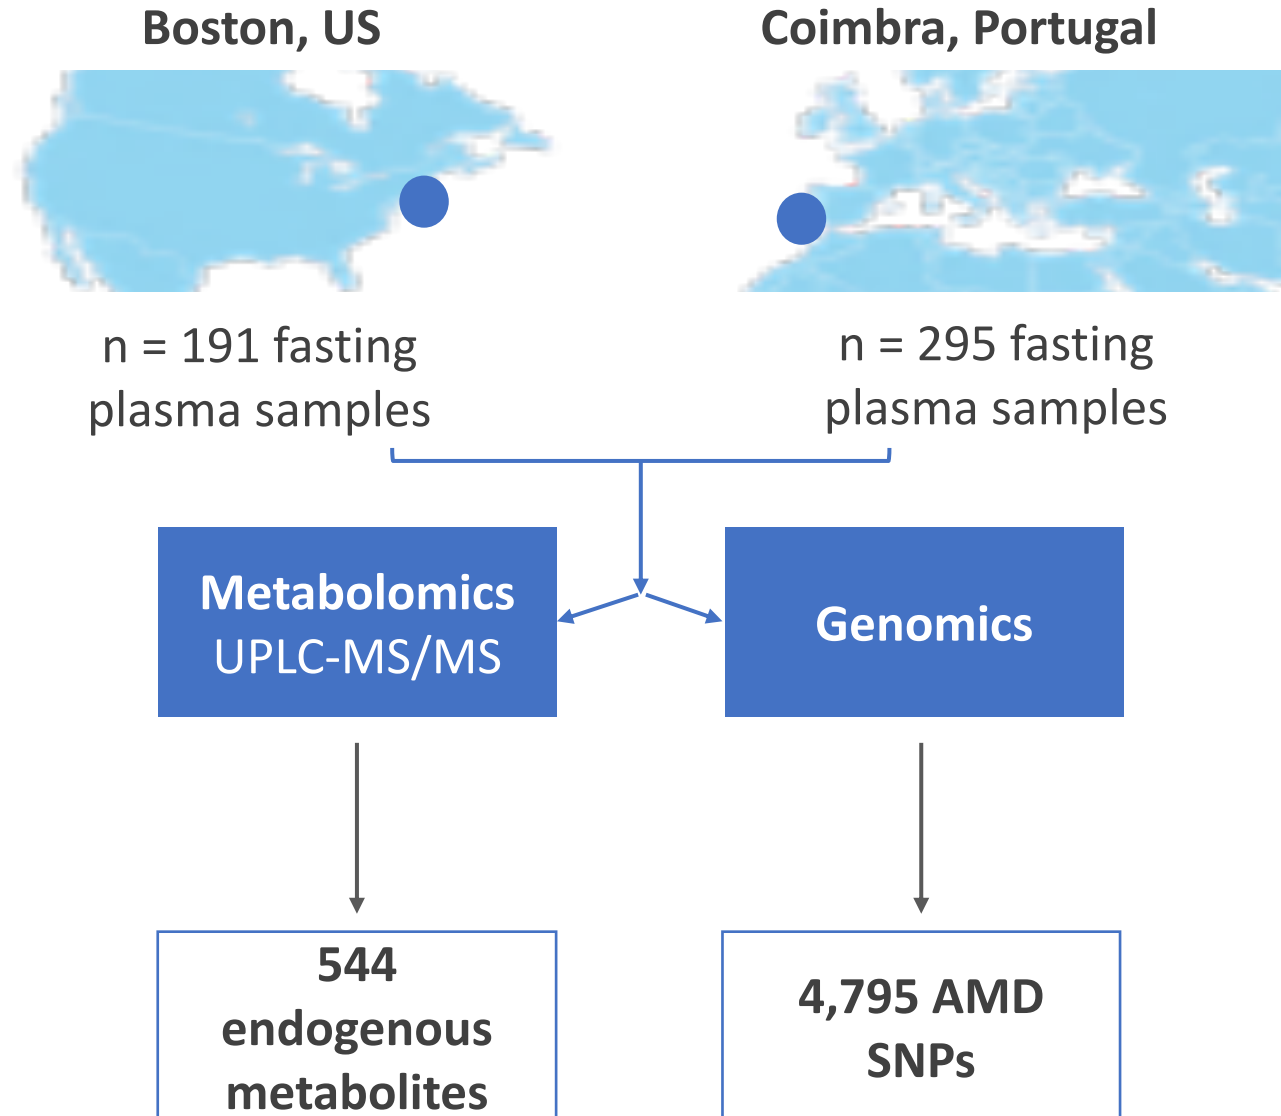 Boston, US
Coimbra, Portugal
n = 191 fasting
plasma samples
n = 295 fasting
plasma samples
Metabolomics
UPLC-MS/MS
Genomics
544
endogenous
metabolites
4,795 AMD
SNPs